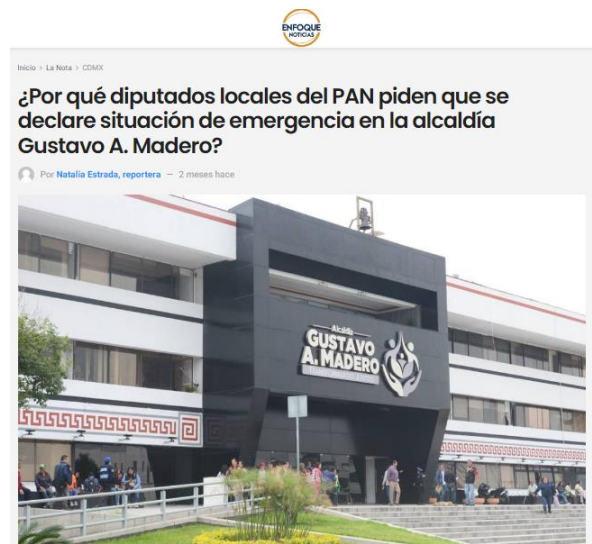 ENFOQUE
NOTICIAS
Inicio > La Nota > CDMX
¿Por qué diputados locales del PAN piden que se
declare situación de emergencia en la alcaldía
Gustavo A. Madero?
Por Natalia Estrada, reportera — 2 meses hace
Alcaldía
GUSTAVO
A. MADERO